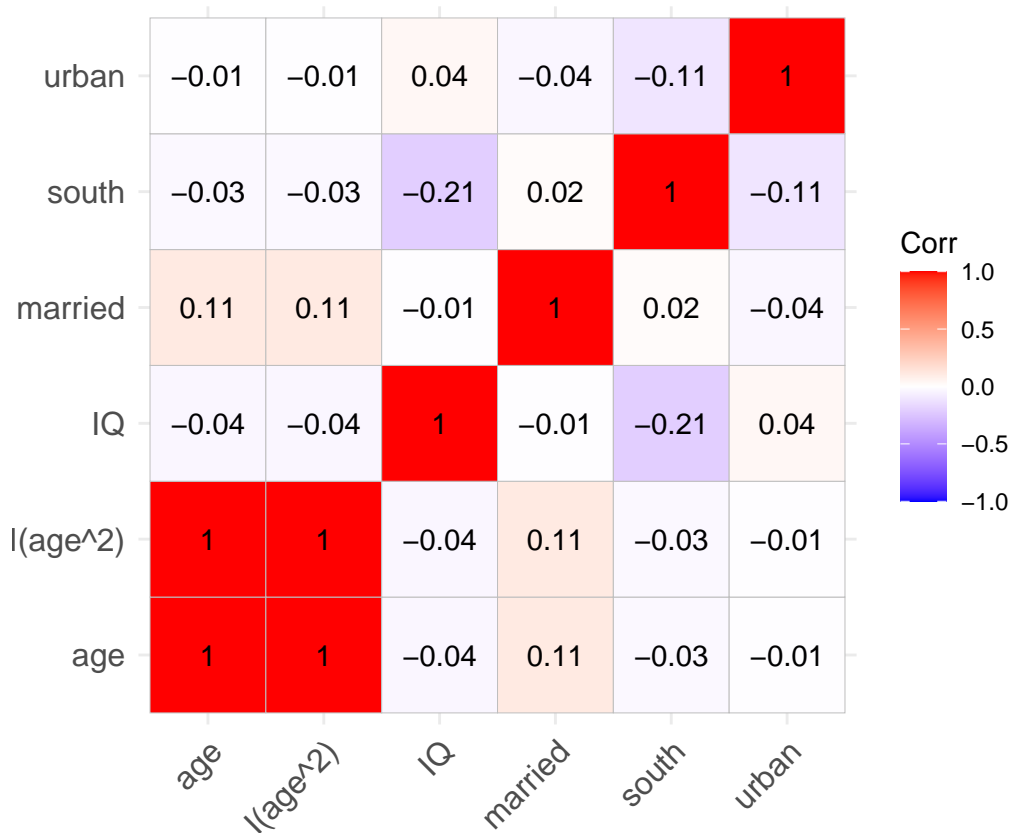 urban −0.01 −0.01 0.04 −0.04 −0.11 1
south −0.03 −0.03 −0.21 0.02 1 −0.11
married 0.11 0.11 −0.01 1 0.02 −0.04
IQ −0.04 −0.04 1 −0.01 −0.21 0.04
I(age^2) 1 1 −0.04 0.11 −0.03 −0.01
age 1 1 −0.04 0.11 −0.03 −0.01
age I(age^2) IQ married south urban
Corr
1.0
0.5
0.0
−0.5
−1.0